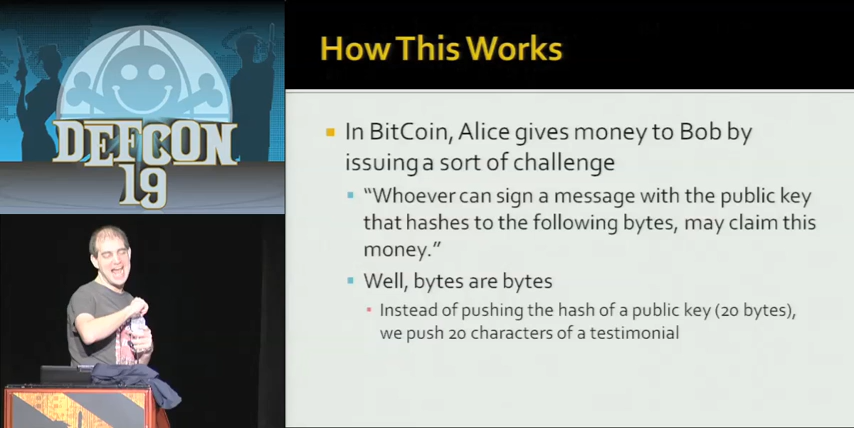 DEFCON
19
How This Works
In BitCoin, Alice gives money to Bob by
issuing a sort of challenge
"Whoever can sign a message with the public key
that hashes to the following bytes, may claim this
money."
Well, bytes are bytes
Instead of pushing the hash of a public key (20 bytes),
we push 20 characters of a testimonial